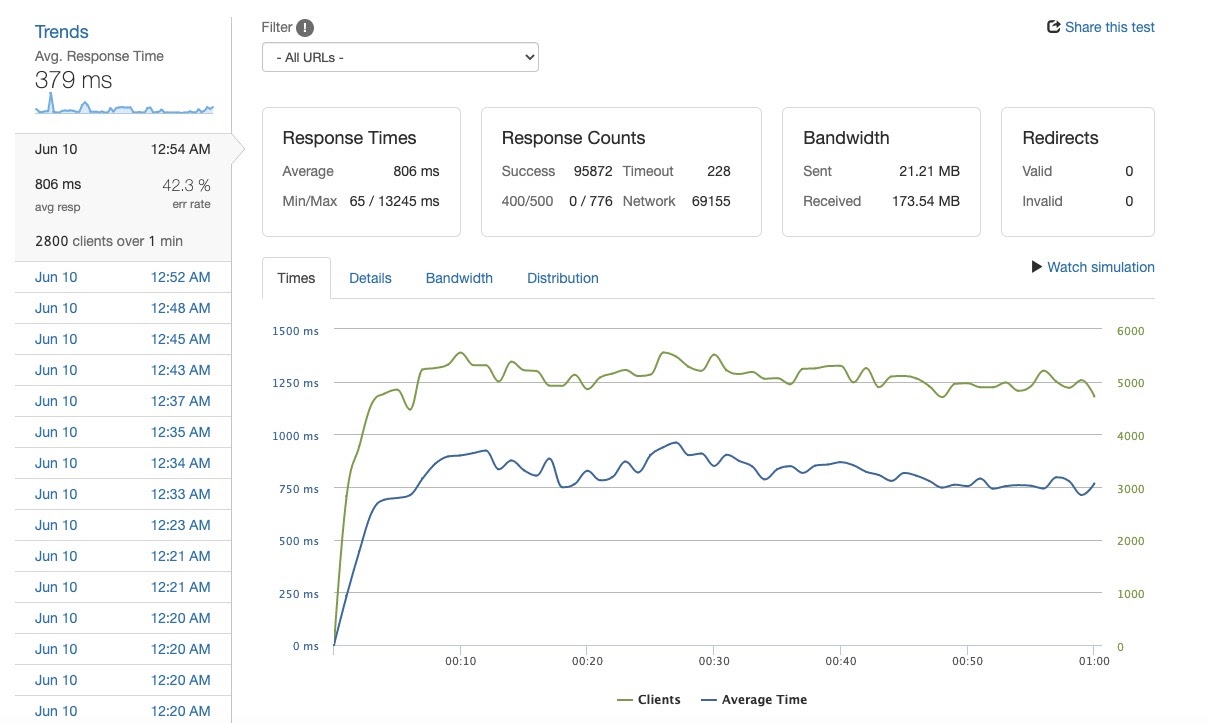 Trends
Avg. Response Time
379 ms
Jun 10 12:54 AM
806 ms 42.3 %
avg resp err rate
2800 clients over 1 min
Jun 10 12:52 AM
Jun 10 12:48 AM
Jun 10 12:45 AM
Jun 10 12:43 AM
Jun 10 12:37 AM
Jun 10 12:35 AM
Jun 10 12:34 AM
Jun 10 12:33 AM
Jun 10 12:23 AM
Jun 10 12:21 AM
Jun 10 12:21 AM
Jun 10 12:20 AM
Jun 10 12:20 AM
Jun 10 12:20 AM
Jun 10 12:20 AM
Filter !
- All URLs -
Share this test
Response Times
Average 806 ms
Min/Max 65 / 13245 ms
Response Counts
Success 95872 Timeout 228
400/500 0 / 776 Network 69155
Bandwidth
Sent 21.21 MB
Received 173.54 MB
Redirects
Valid 0
Invalid 0
Times Details Bandwidth Distribution
Watch simulation
1500 ms 6000
1250 ms 5000
1000 ms 4000
750 ms 3000
500 ms 2000
250 ms 1000
0 ms 0
00:10 00:20 00:30 00:40 00:50 01:00
Clients Average Time